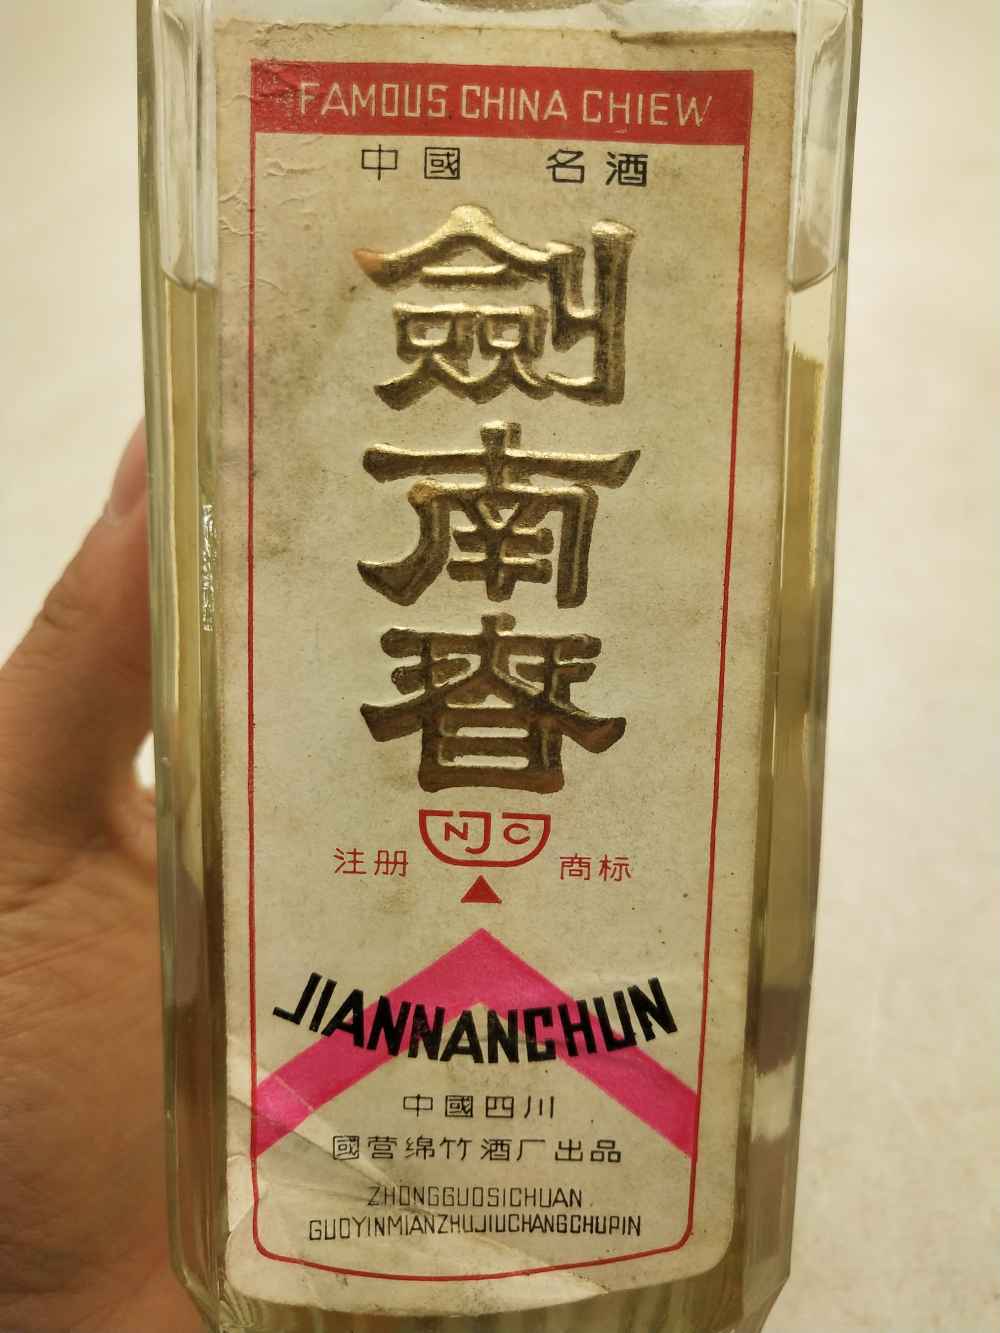 FAMOUS CHINA CHIEW
中國 名酒
劍南春
NJC
注册 商标
JIANNANCHUN
中國四川
國营绵竹酒厂出品
ZHONGGUOSICHUAN
GUOYINMIANZHUJIUCHANGCHUPIN